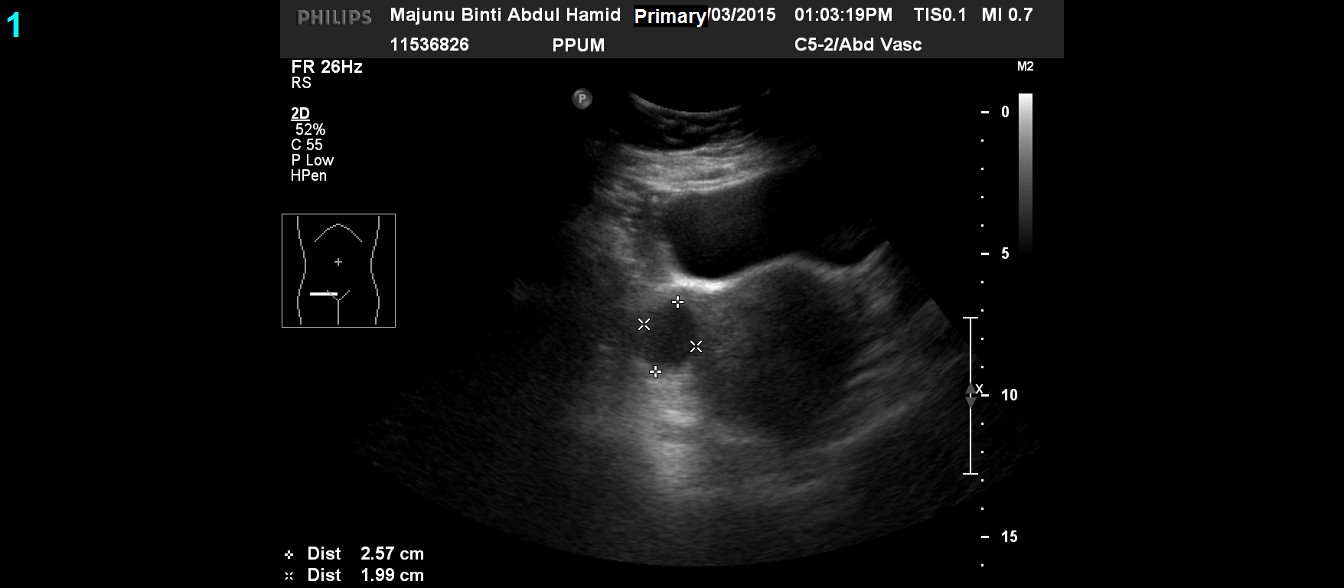 1
PHILIPS Majunu Binti Abdul Hamid Primary/03/2015 01:03:19PM TIS0.1 MI 0.7
11536826 PPUM C5-2/Abd Vasc
FR 26Hz
RS
M2
P
2D
52%
C 55
P Low
HPen
0
5
X
10
15
Dist 2.57 cm
Dist 1.99 cm